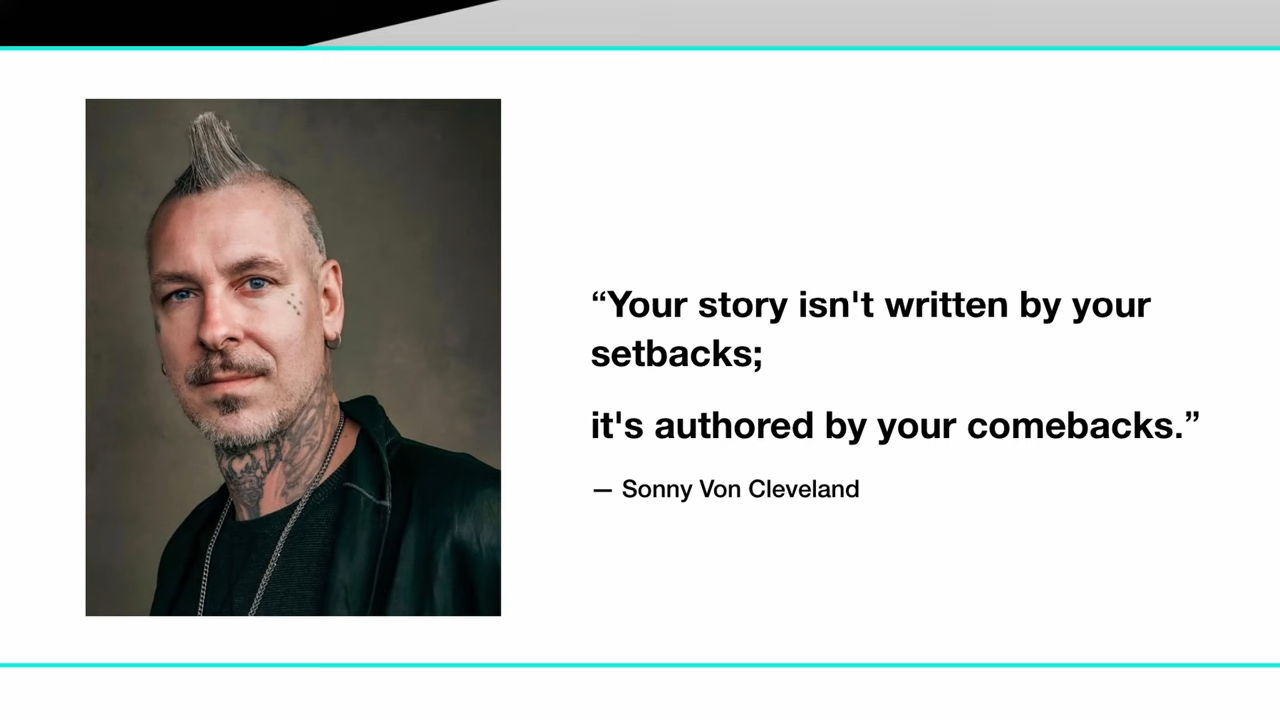 “Your story isn't written by your
setbacks;
it's authored by your comebacks.”
— Sonny Von Cleveland